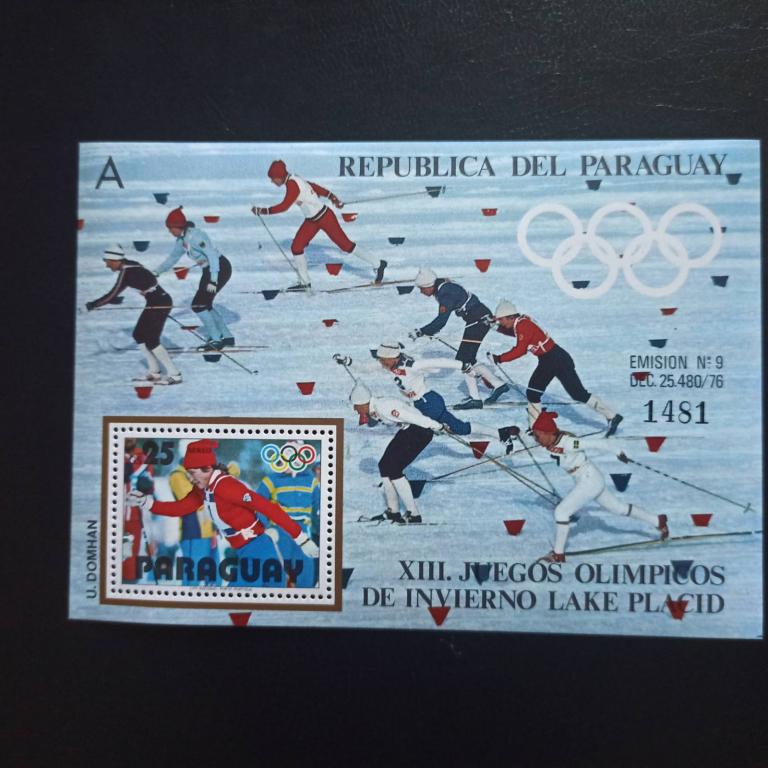 A
REPUBLICA DEL PARAGUAY
EMISION Nº 9
DEC. 25.480/76
1481
25
PARAGUAY
U. DOMHAN
XIII. JUEGOS OLIMPICOS
DE INVIERNO LAKE PLACID